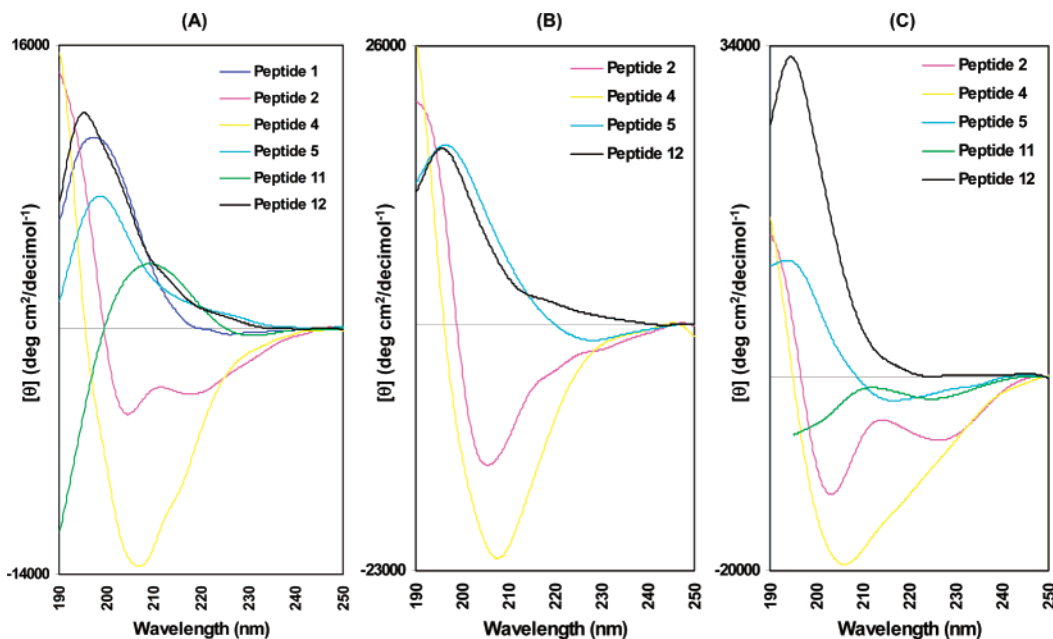 (A)
16000
Peptide 1
Peptide 2
Peptide 4
Peptide 5
Peptide 11
Peptide 12
[θ] (deg cm²/decimol⁻¹)
-14000
190 200 210 220 230 240 250
Wavelength (nm)
(B)
26000
Peptide 2
Peptide 4
Peptide 5
Peptide 12
[θ] (deg cm²/decimol⁻¹)
-23000
190 200 210 220 230 240 250
Wavelength (nm)
(C)
34000
Peptide 2
Peptide 4
Peptide 5
Peptide 11
Peptide 12
[θ] (deg cm²/decimol⁻¹)
-20000
190 200 210 220 230 240 250
Wavelength (nm)